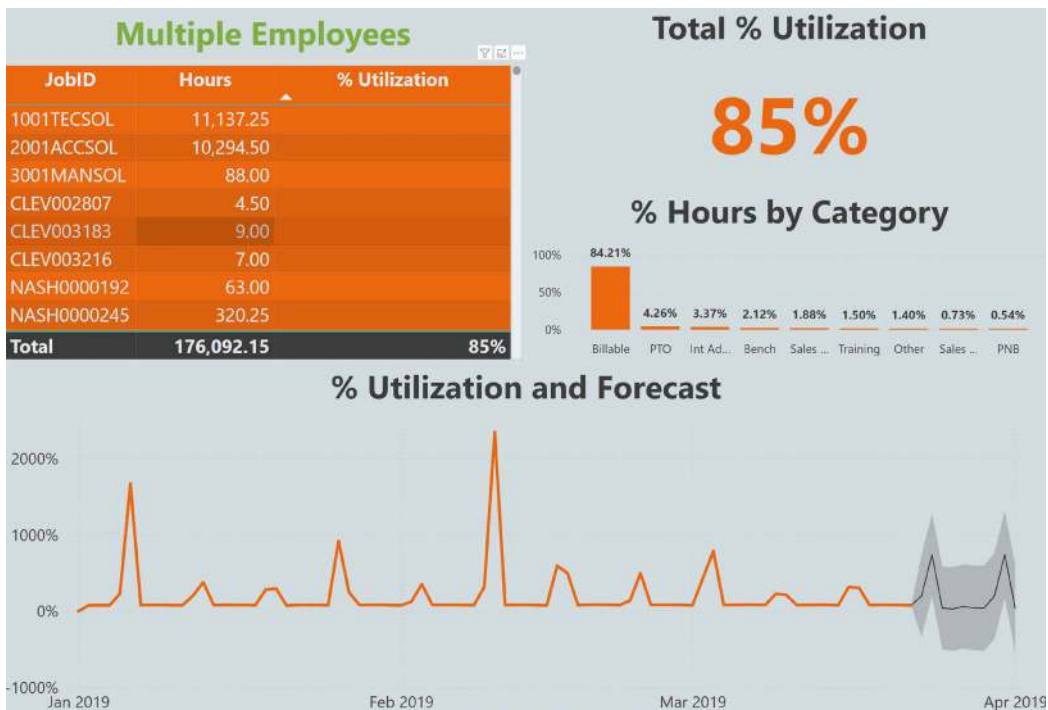 Multiple Employees
JobID Hours % Utilization
1001TECSOL 11,137.25
2001ACCSOL 10,294.50
3001MANSOL 88.00
CLEV002807 4.50
CLEV003183 9.00
CLEV003216 7.00
NASH0000192 63.00
NASH0000245 320.25
Total 176,092.15 85%
Total % Utilization
85%
% Hours by Category
100%
50%
0%
84.21% 4.26% 3.37% 2.12% 1.88% 1.50% 1.40% 0.73% 0.54%
Billable PTO Int Ad... Bench Sales ... Training Other Sales ... PNB
% Utilization and Forecast
2000%
1000%
0%
-1000%
Jan 2019 Feb 2019 Mar 2019 Apr 2019